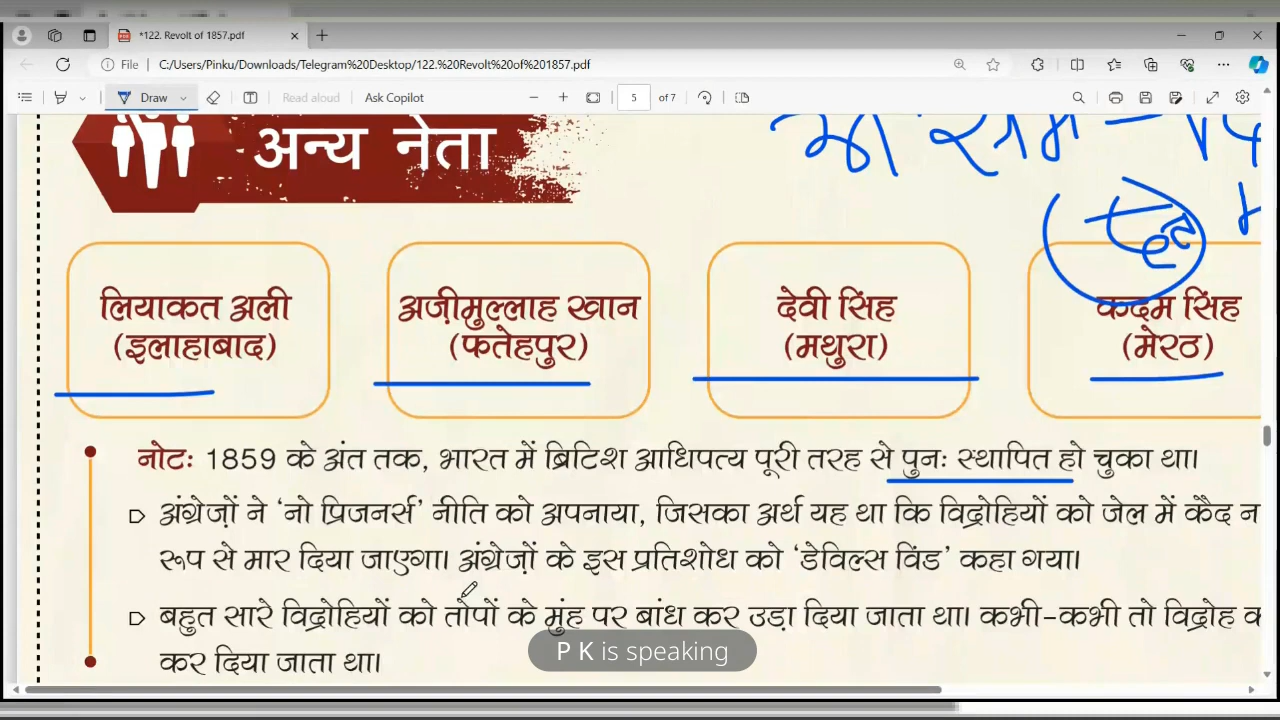 *122. Revolt of 1857.pdf
File C:/Users/Pinku/Downloads/Telegram%20Desktop/122.%20Revolt%20of%201857.pdf
Draw Read aloud Ask Copilot 5 of 7
अन्य नेता
लियाकत अली अज़ीमुल्लाह खान देवी सिंह कदम सिंह
(इलाहाबाद) (फतेहपुर) (मथुरा) (मेरठ)
नोटः 1859 के अंत तक, भारत में ब्रिटिश आधिपत्य पूरी तरह से पुनः स्थापित हो चुका था।
अंग्रेज़ों ने ‘नो प्रिजनर्स’ नीति को अपनाया, जिसका अर्थ यह था कि विद्रोहियों को जेल में कैद न
रूप से मार दिया जाएगा। अंग्रेज़ों के इस प्रतिशोध को ‘डेविल्स विंड’ कहा गया।
बहुत सारे विद्रोहियों को तोपों के मुंह पर बांध कर उड़ा दिया जाता था। कभी-कभी तो विद्रोह
कर दिया जाता था।
P K is speaking